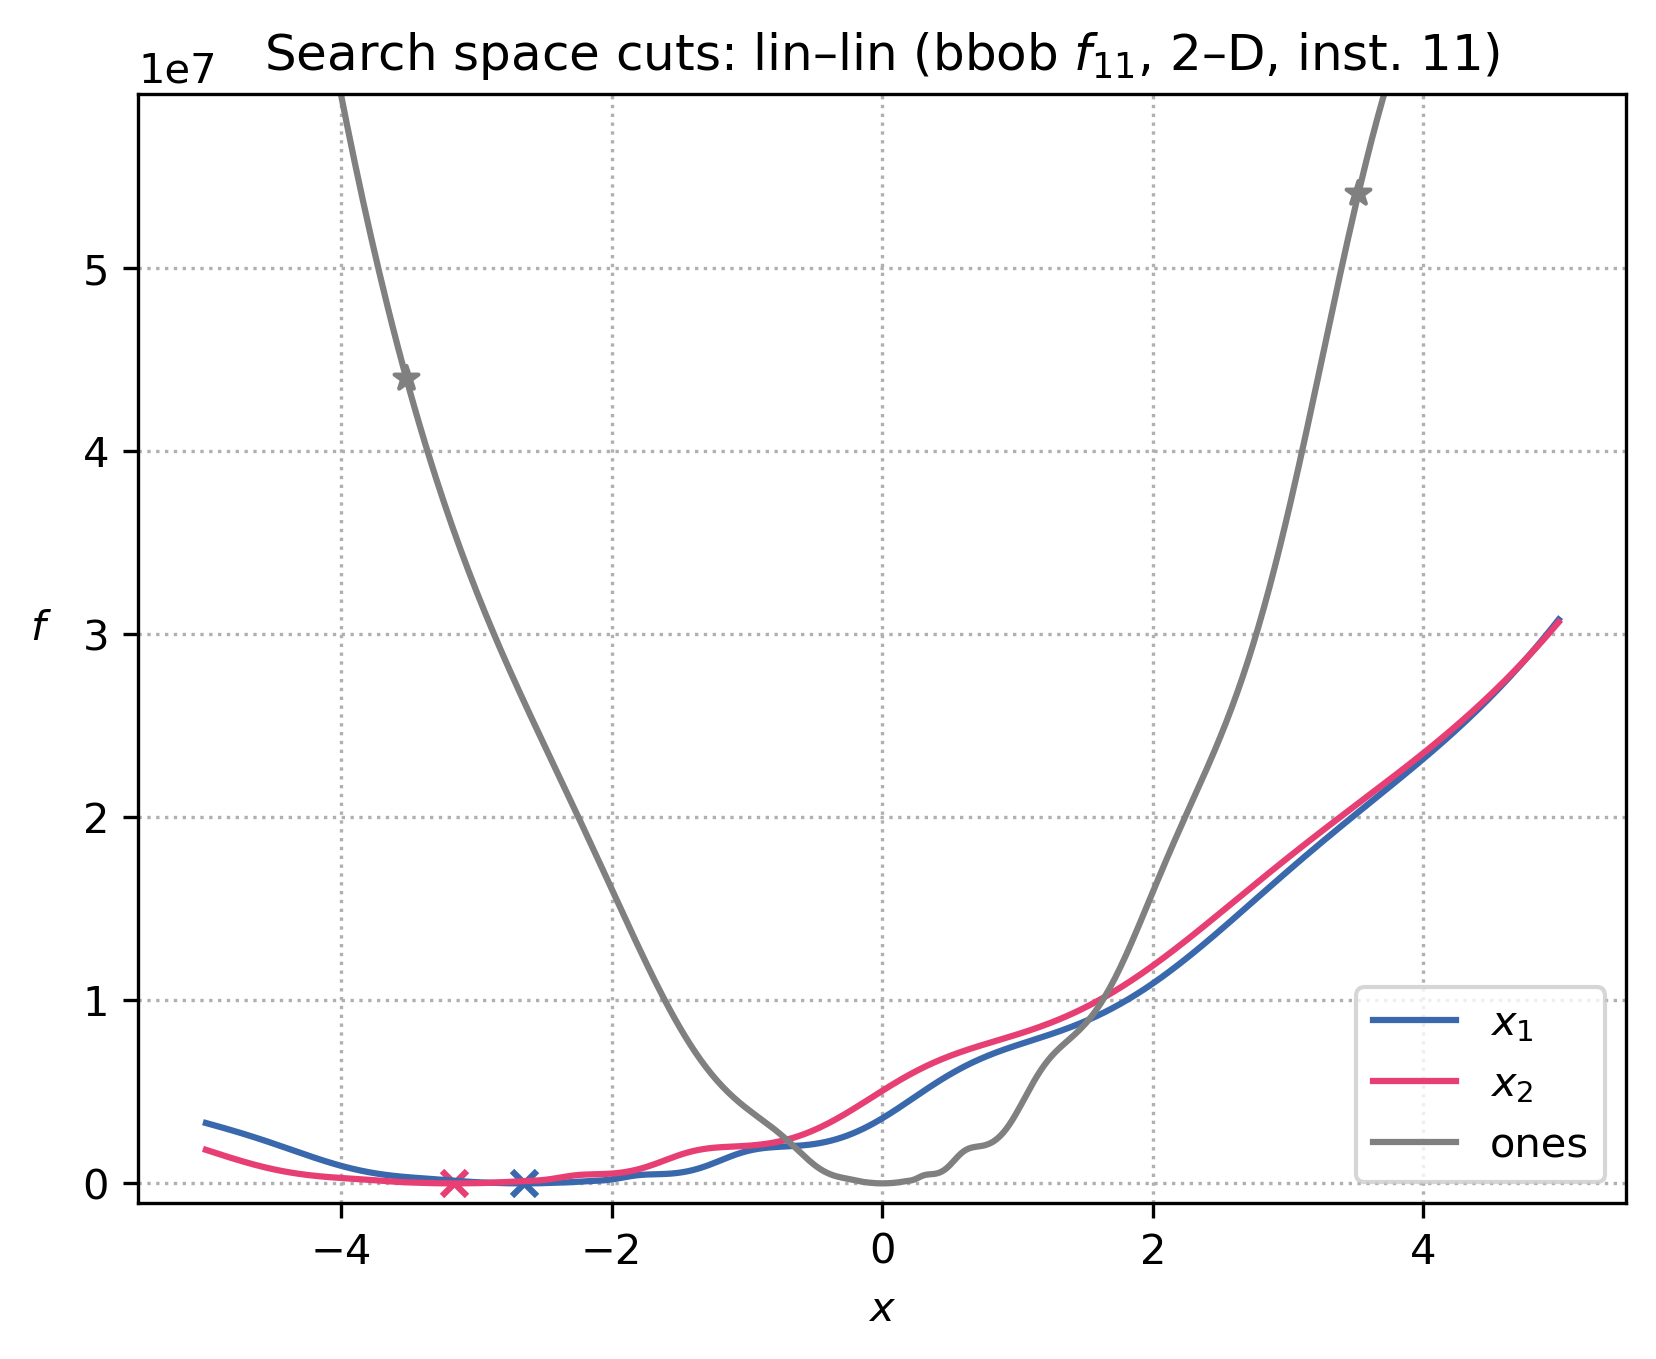 Search space cuts: lin–lin (bbob f₁₁, 2–D, inst. 11)
1e7
5
4
3
2
1
0
f
−4
−2
0
2
4
x
x₁
x₂
ones